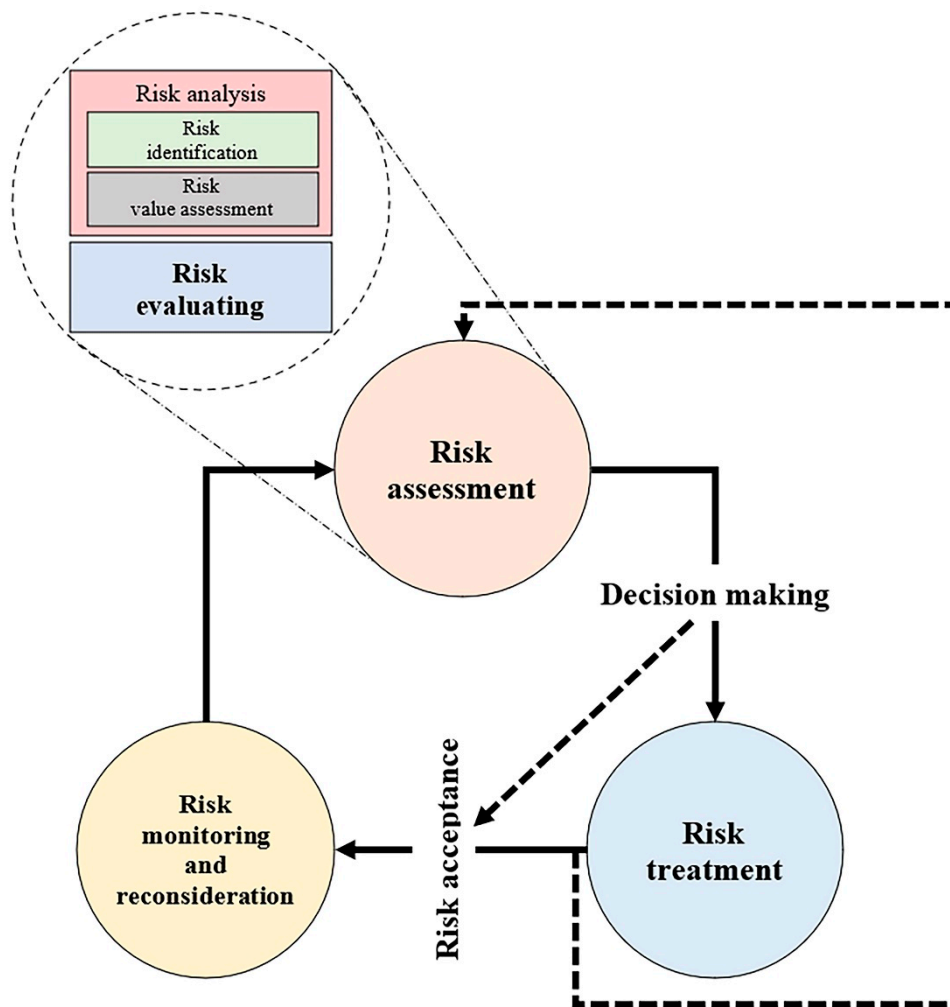 Risk analysis
Risk
identification
Risk
value assessment
Risk
evaluating
Risk
assessment
Decision making
Risk acceptance
Risk
monitoring
and
reconsideration
Risk
treatment